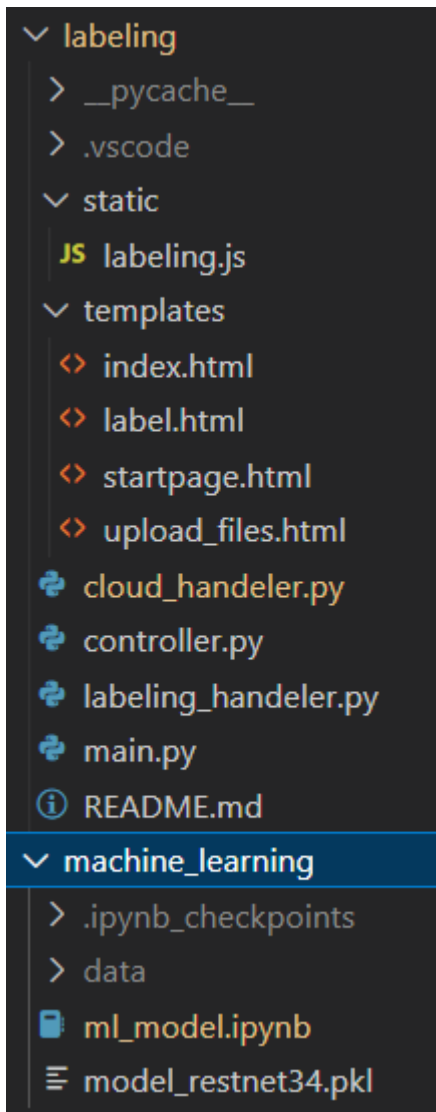 labeling
__pycache__
.vscode
static
JS labeling.js
templates
<> index.html
<> label.html
<> startpage.html
<> upload_files.html
cloud_handeler.py
controller.py
labeling_handeler.py
main.py
README.md
machine_learning
.ipynb_checkpoints
data
ml_model.ipynb
model_restnet34.pkl